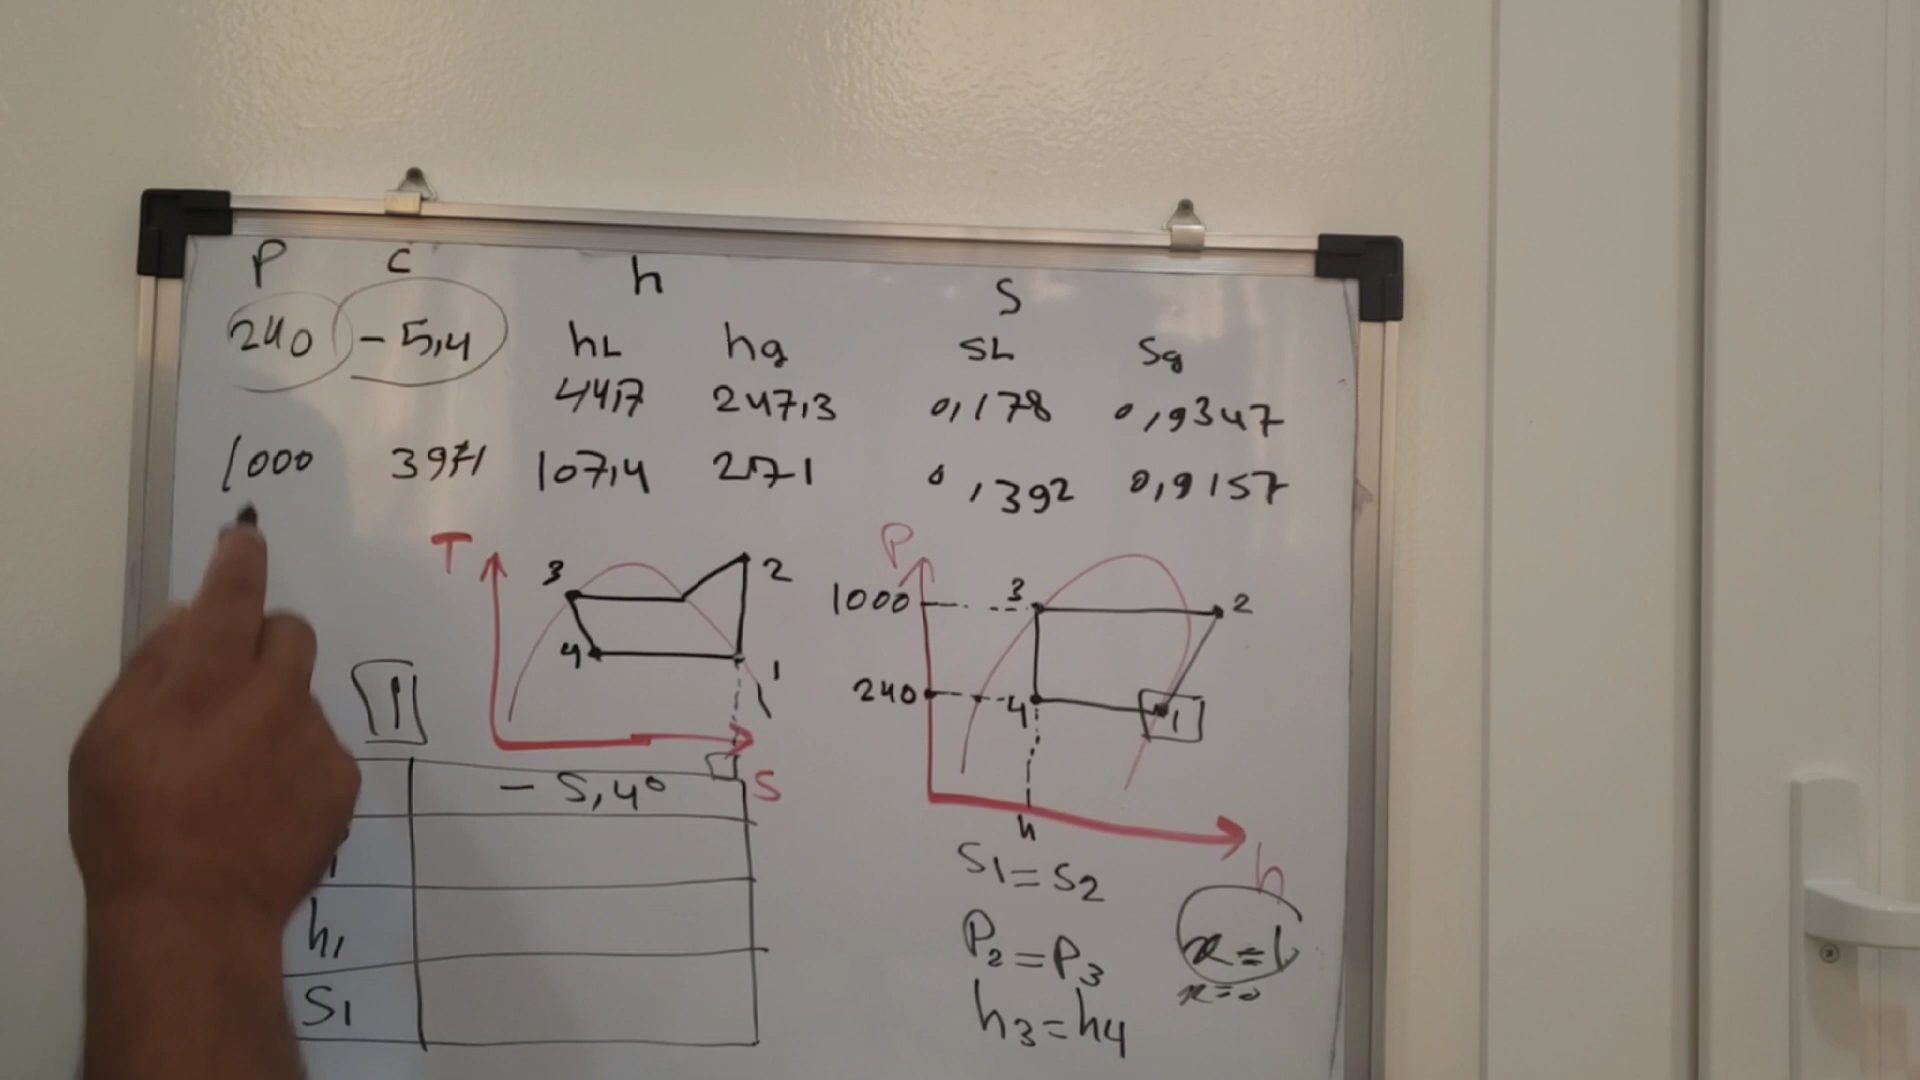 P C h S
240 -5,4 hL hg SL Sg
44,7 247,3 0,178 0,9347
1000 39,71 107,4 271 0,392 0,9157
T 3 2 4 1 S
P 1000 3 2 240 4 1 h h
1
-5,4°
h1
S1
S1=S2
P2=P3
h3=h4
x=1
x=0